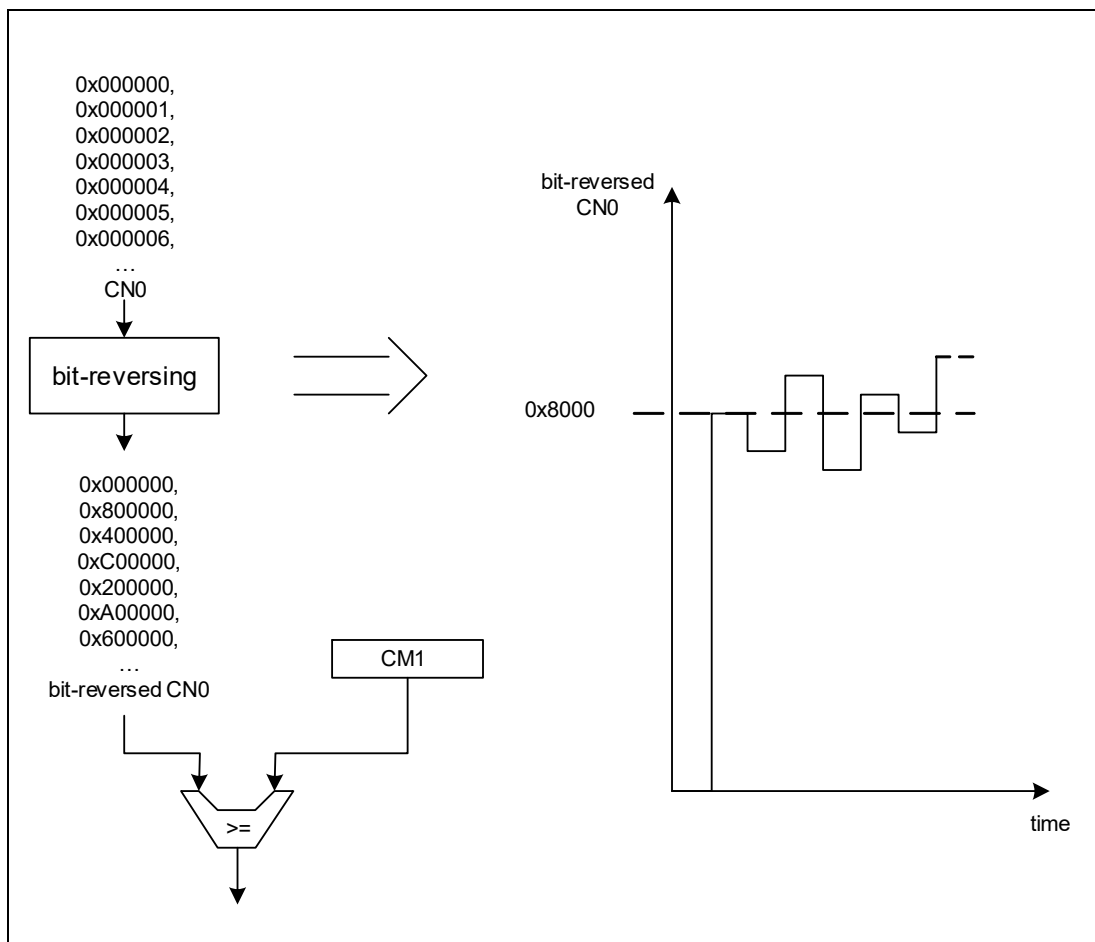 0x000000,
0x000001,
0x000002,
0x000003,
0x000004,
0x000005,
0x000006,
...
CN0
bit-reversing
0x000000,
0x800000,
0x400000,
0xC00000,
0x200000,
0xA00000,
0x600000,
...
bit-reversed CN0
CM1
>=
bit-reversed
CN0
0x8000
time